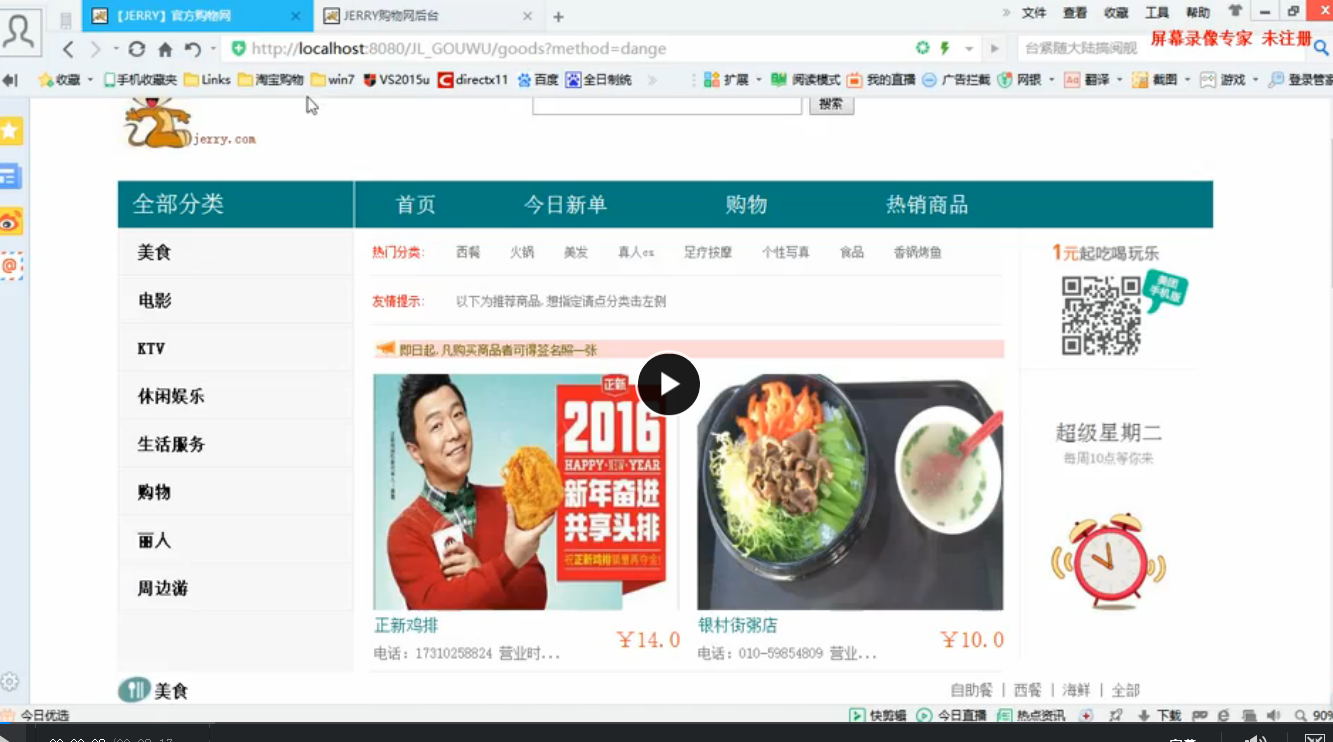 【JERRY】官方购物网
JERRY购物网后台
文件 查看 收藏 工具 帮助
http://localhost:8080/JL_GOUWU/goods?method=dange
台紧随大陆搞阅舰
屏幕录像专家 未注册
收藏 手机收藏夹 Links 淘宝购物 win7 VS2015u directx11 百度 全日制统
扩展 阅读模式 我的直播 广告拦截 网银 翻译 截图 游戏 登录管家
jerry.com
搜索
全部分类 首页 今日新单 购物 热销商品
美食
电影
KTV
休闲娱乐
生活服务
购物
丽人
周边游
热门分类: 西餐 火锅 美发 真人cs 足疗按摩 个性写真 食品 香锅烤鱼
友情提示: 以下为推荐商品,想指定请点分类击左侧
即日起,凡购买商品者可得签名照一张
正新
2016
HAPPY NEW YEAR
新年奋进
共享头排
正新鸡排
¥14.0
电话: 17310258824 营业时...
银村街粥店
¥10.0
电话: 010-59854809 营业...
1元起吃喝玩乐
美团
手机版
超级星期二
每周10点等你来
美食
自助餐 | 西餐 | 海鲜 | 全部
今日优选
快剪辑 今日直播 热点资讯 下载 90%